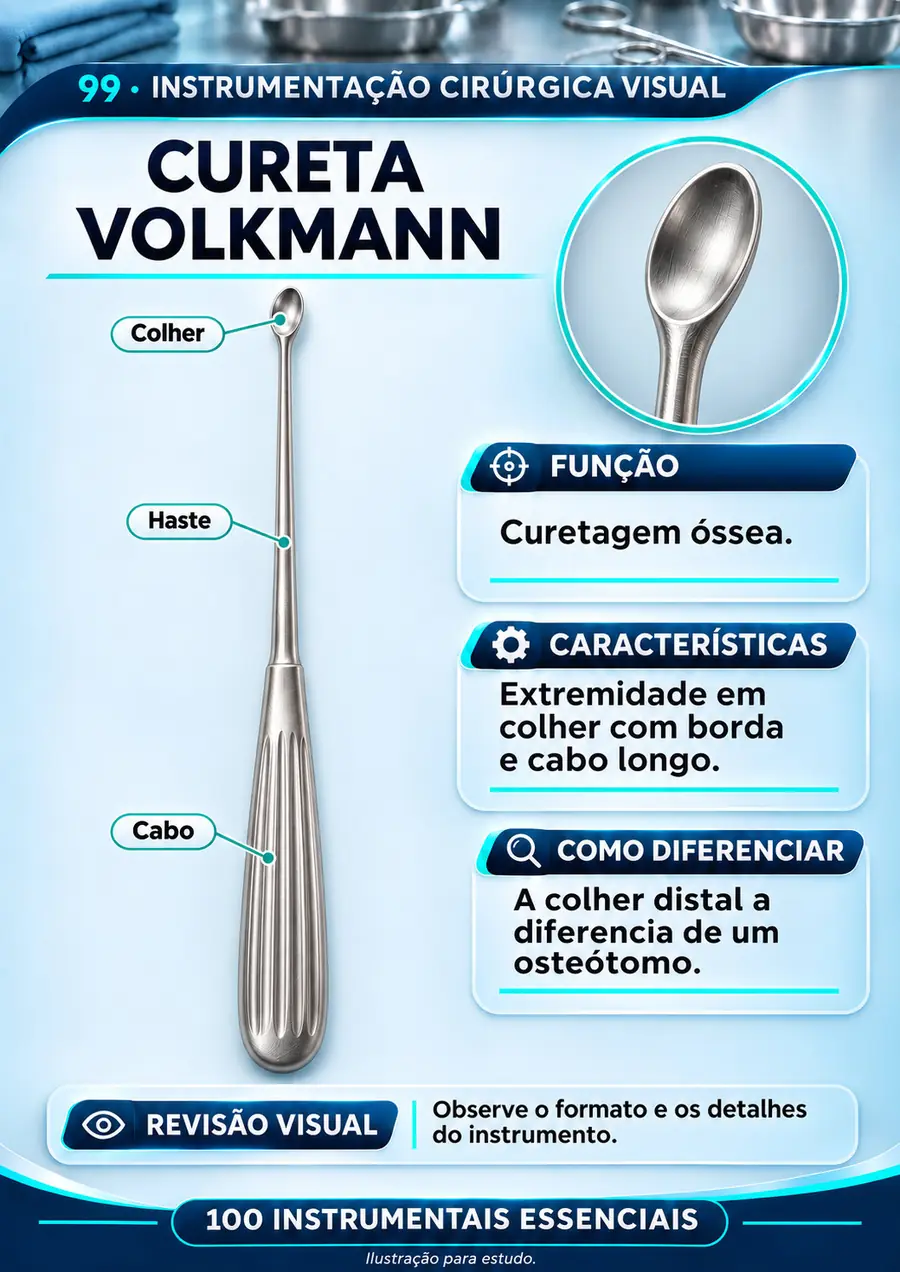 99 · INSTRUMENTAÇÃO CIRÚRGICA VISUAL
CURETA
VOLKMANN
Colher
Haste
Cabo
FUNÇÃO
Curetagem óssea.
CARACTERÍSTICAS
Extremidade em
colher com borda
e cabo longo.
COMO DIFERENCIAR
A colher distal a
diferencia de um
osteótomo.
REVISÃO VISUAL
Observe o formato e os detalhes
do instrumento.
100 INSTRUMENTAIS ESSENCIAIS
Ilustração para estudo.